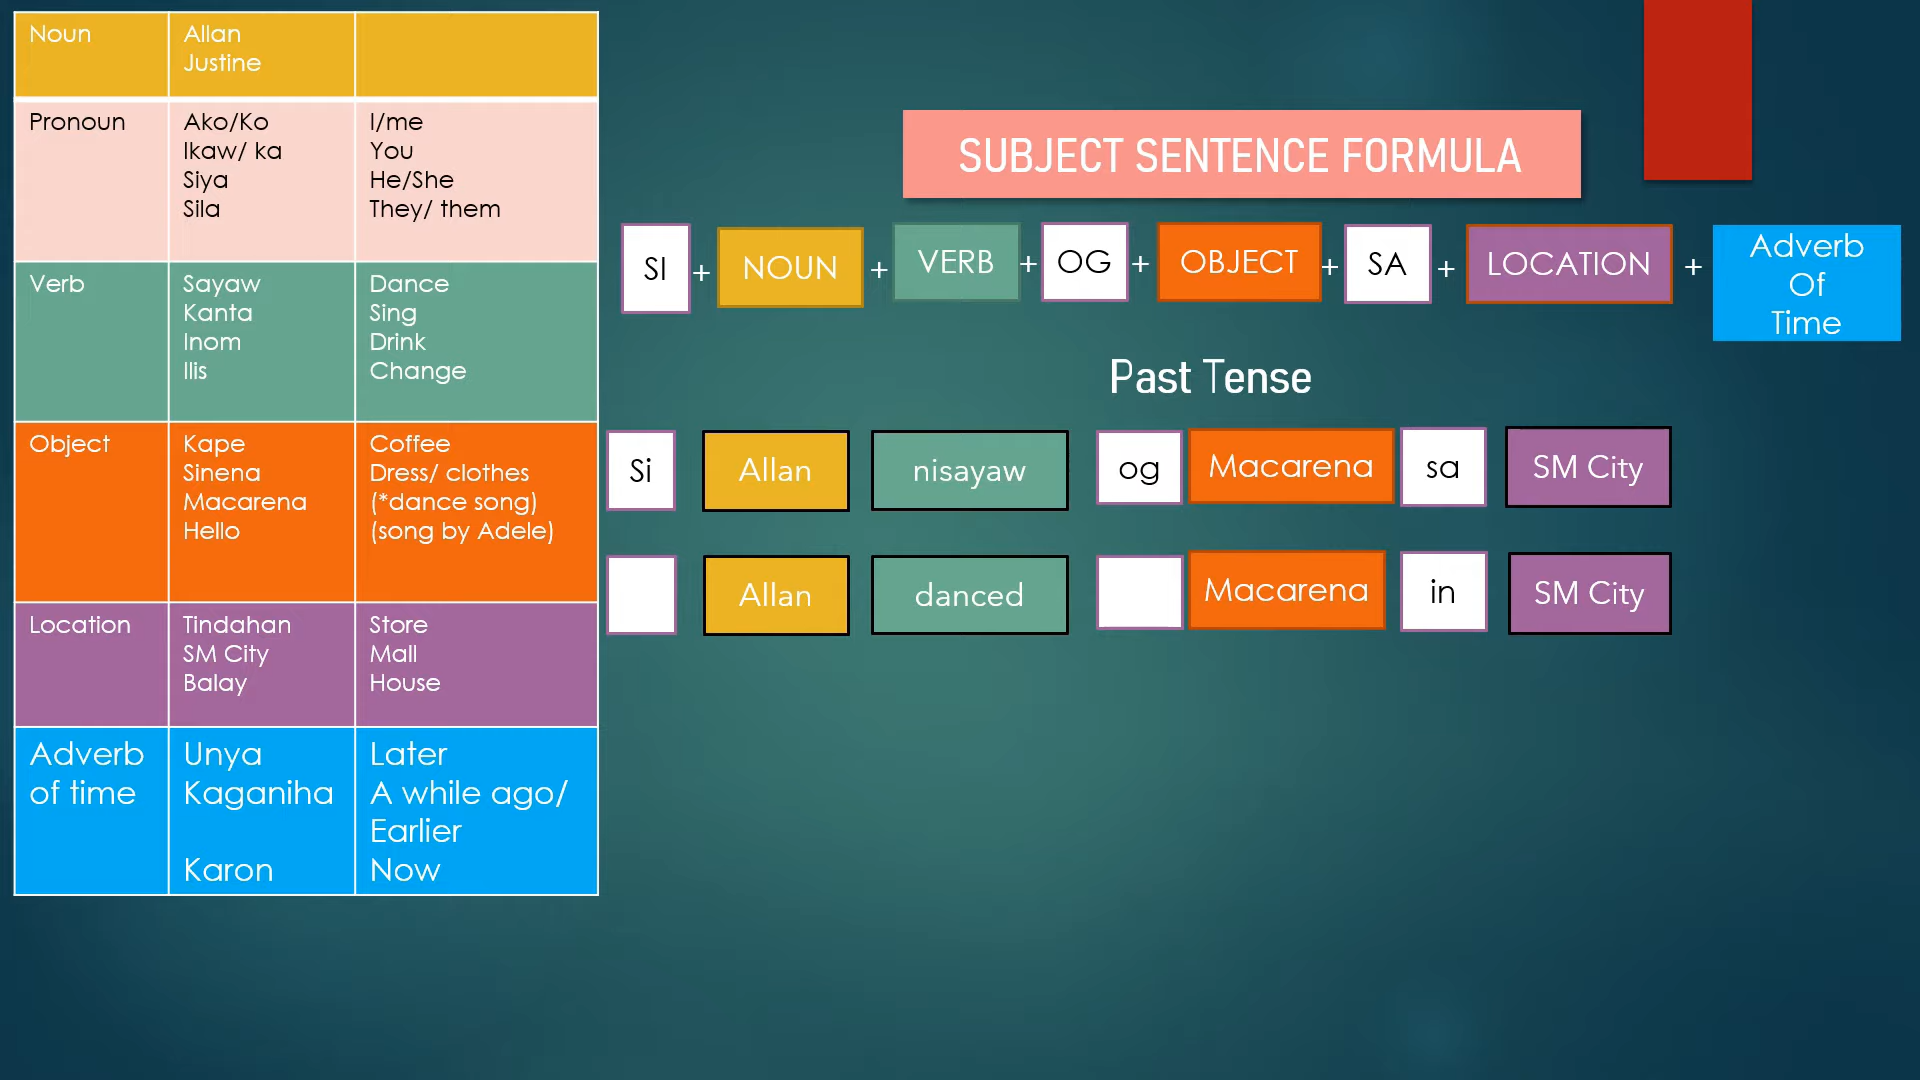 Noun
Allan
Justine
Pronoun
Ako/Ko
Ikaw/ ka
Siya
Sila
I/me
You
He/She
They/ them
Verb
Sayaw
Kanta
Inom
Ilis
Dance
Sing
Drink
Change
Object
Kape
Sinena
Macarena
Hello
Coffee
Dress/ clothes
(*dance song)
(song by Adele)
Location
Tindahan
SM City
Balay
Store
Mall
House
Adverb
of time
Unya
Kaganiha
Karon
Later
A while ago/
Earlier
Now
SUBJECT SENTENCE FORMULA
SI + NOUN + VERB + OG + OBJECT + SA + LOCATION +
Adverb
Of
Time
Past Tense
Si Allan nisayaw og Macarena sa SM City
Allan danced Macarena in SM City